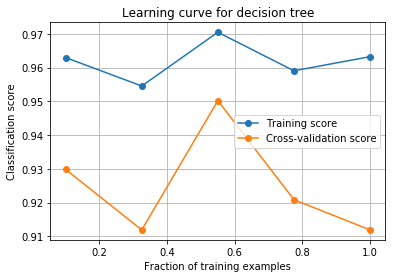 Learning curve for decision tree
0.97
0.96
0.95
0.94
0.93
0.92
0.91
Classification score
Training score
Cross-validation score
0.2
0.4
0.6
0.8
1.0
Fraction of training examples